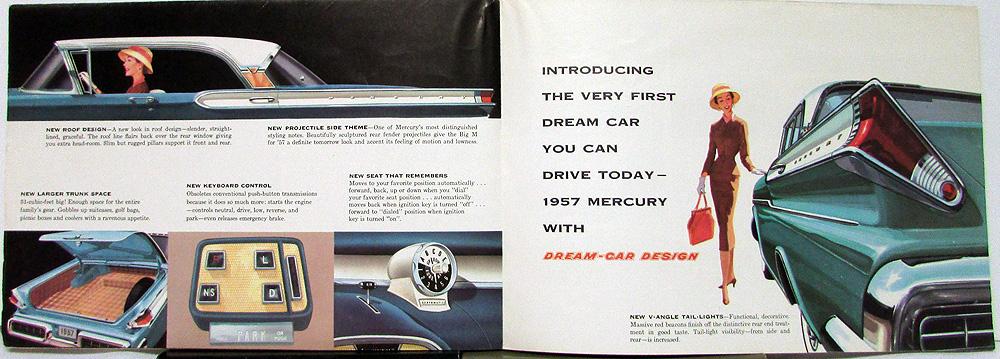 NEW ROOF DESIGN—A new look in roof design—slender, straight-
lined, graceful. The roof line flairs back over the rear window giving
you extra head-room. Slim but rugged pillars support it front and rear.
NEW PROJECTILE SIDE THEME—One of Mercury's most distinguished
styling notes. Beautifully sculptured rear fender projectiles give the Big M
for '57 a definite tomorrow look and accent its feeling of motion and lowness.
NEW LARGER TRUNK SPACE
31-cubic-feet big! Enough space for the entire
family's gear. Gobbles up suitcases, golf bags,
picnic boxes and coolers with a ravenous appetite.
NEW KEYBOARD CONTROL
Obsoletes conventional push-button transmissions
because it does so much more: starts the engine
—controls neutral, drive, low, reverse, and
park—even releases emergency brake.
NEW SEAT THAT REMEMBERS
Moves to your favorite position automatically . . .
forward, back, up or down when you "dial"
your favorite seat position . . . automatically
moves back when ignition key is turned "off" . . .
forward to "dialed" position when ignition
key is turned "on".
1957
R
L
NS
D
PARK
INTRODUCING
THE VERY FIRST
DREAM CAR
YOU CAN
DRIVE TODAY—
1957 MERCURY
WITH
DREAM-CAR DESIGN
NEW V-ANGLE TAIL-LIGHTS—Functional, decorative.
Massive red beacons finish off the distinctive rear end treat-
ment in good taste. Tail-light visibility—from side and
rear—is increased.